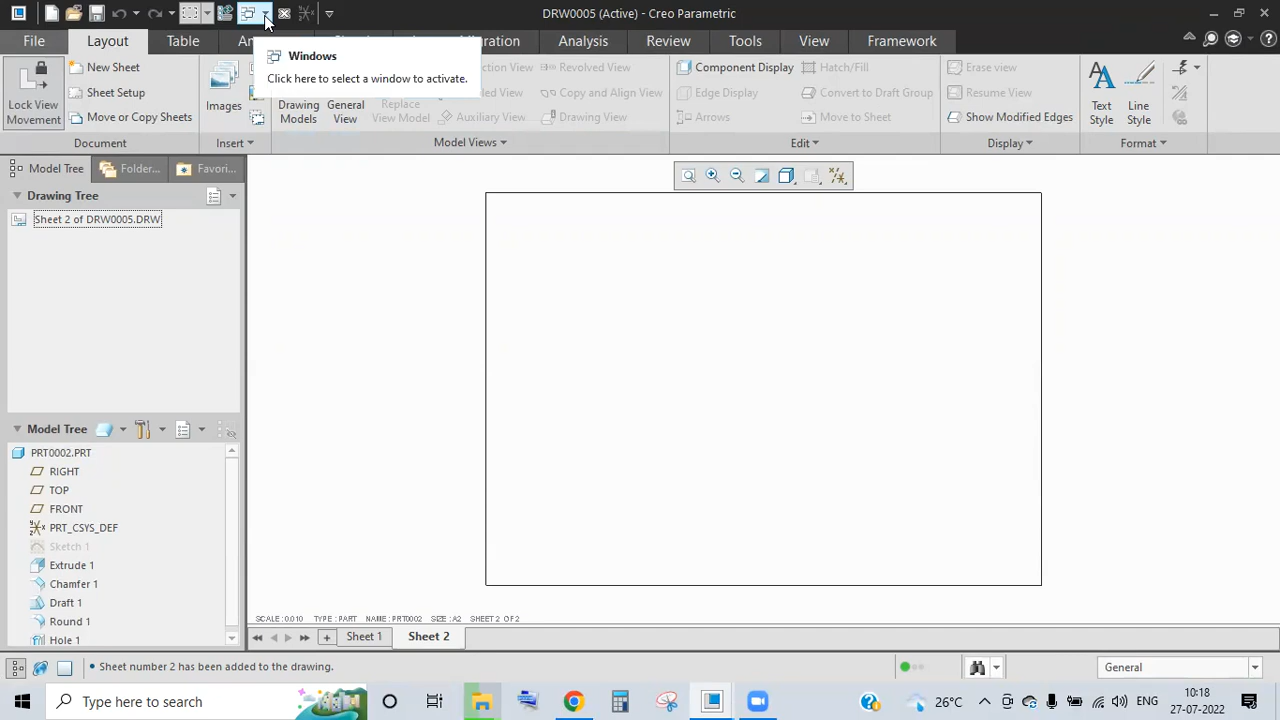 DRW0005 (Active) - Creo Parametric
File Layout Table Review Tools View Framework Analysis
Windows
Click here to select a window to activate.
Lock View Movement
New Sheet
Sheet Setup
Move or Copy Sheets
Document
Images
Insert
Drawing Models
General View
Replace View Model
Auxiliary View
Revolved View
Copy and Align View
Drawing View
Model Views
Component Display
Edge Display
Arrows
Hatch/Fill
Convert to Draft Group
Move to Sheet
Edit
Erase view
Resume View
Show Modified Edges
Display
Text Style
Line Style
Format
Model Tree
Folder...
Favori...
Drawing Tree
Sheet 2 of DRW0005.DRW
Model Tree
PRT0002.PRT
RIGHT
TOP
FRONT
PRT_CSYS_DEF
Sketch 1
Extrude 1
Chamfer 1
Draft 1
Round 1
Hole 1
SCALE : 0.010 TYPE : PART NAME : PRT0002 SIZE : A2 SHEET 2 OF 2
Sheet 1
Sheet 2
• Sheet number 2 has been added to the drawing.
General
Type here to search
26°C
ENG
10:18
27-07-2022